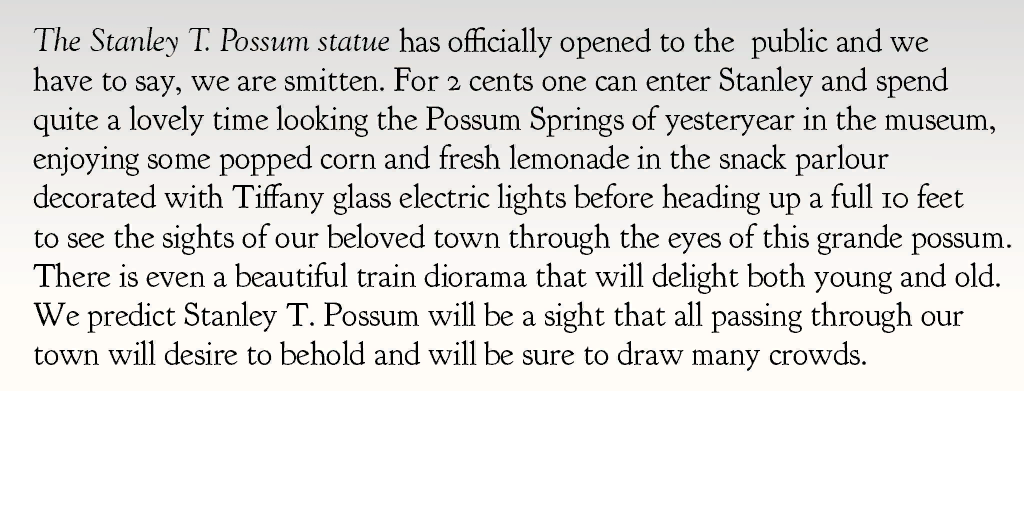 The Stanley T. Possum statue has officially opened to the public and we
have to say, we are smitten. For 2 cents one can enter Stanley and spend
quite a lovely time looking the Possum Springs of yesteryear in the museum,
enjoying some popped corn and fresh lemonade in the snack parlour
decorated with Tiffany glass electric lights before heading up a full 10 feet
to see the sights of our beloved town through the eyes of this grande possum.
There is even a beautiful train diorama that will delight both young and old.
We predict Stanley T. Possum will be a sight that all passing through our
town will desire to behold and will be sure to draw many crowds.